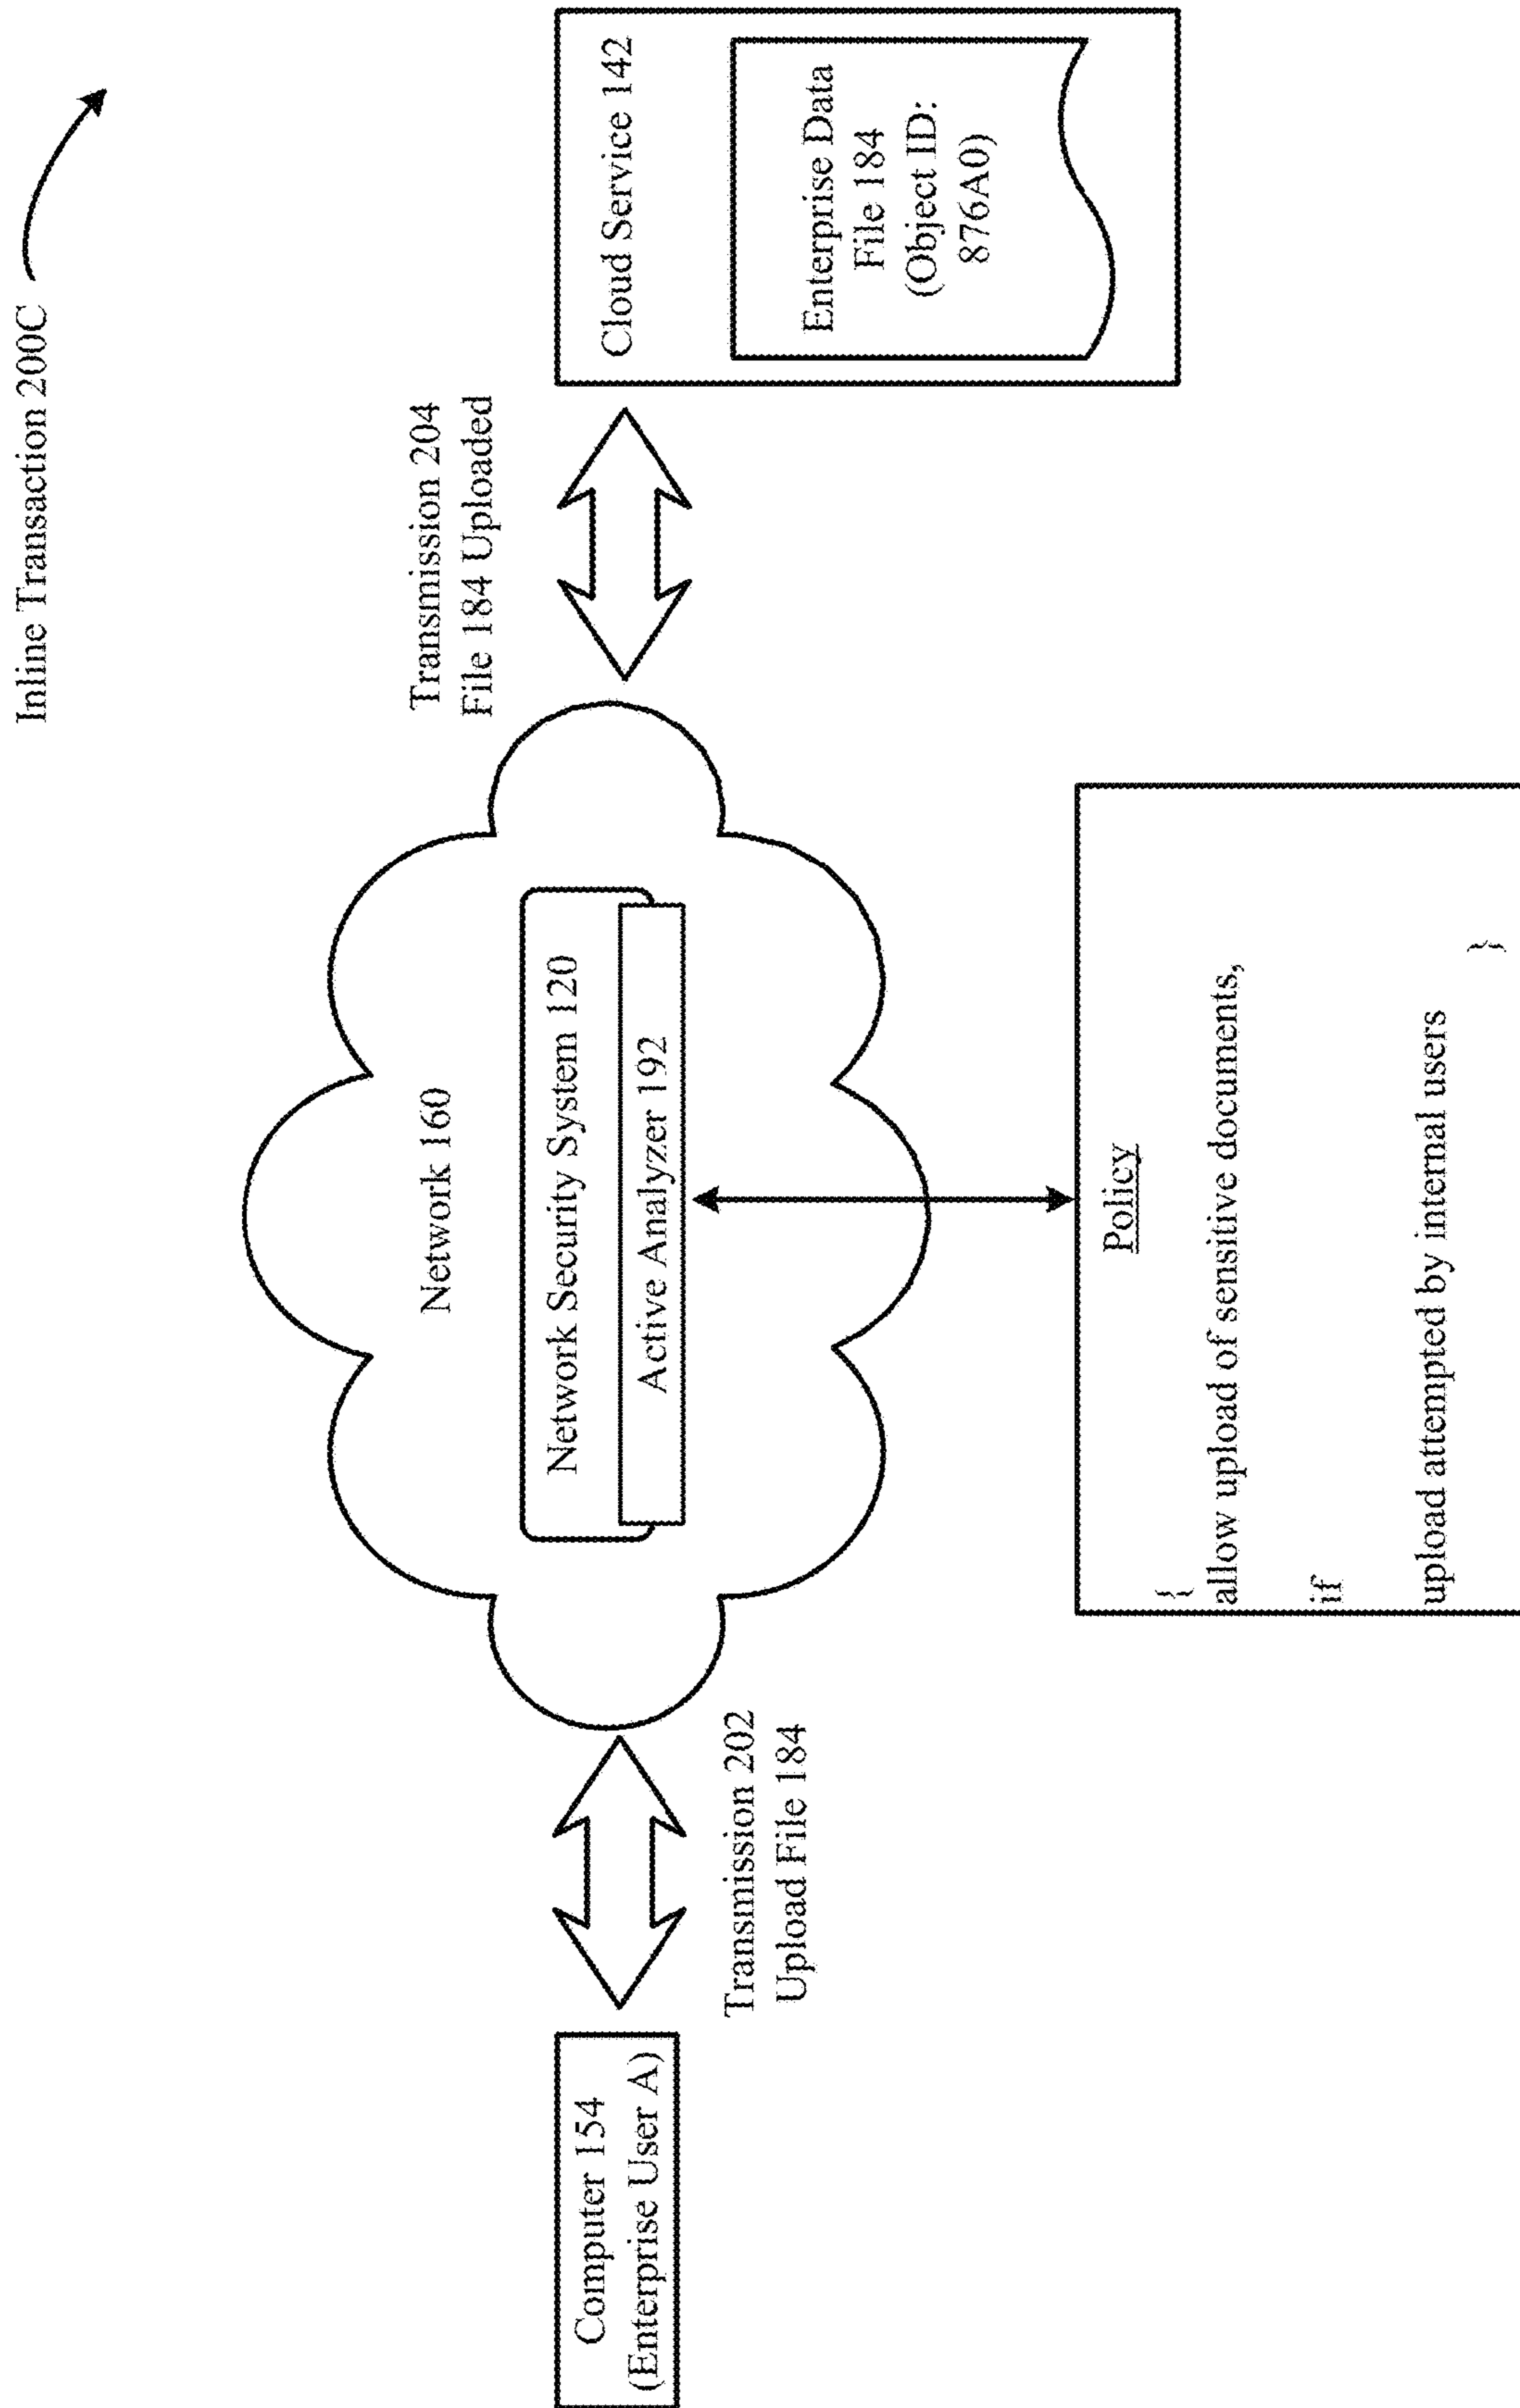 Inline Transaction 200C
Transmission 204
File 184 Uploaded
Cloud Service 142
Enterprise Data
File 184
(Object ID:
876A0)
Network 160
Network Security System 120
Active Analyzer 192
Computer 154
(Enterprise User A)
Transmission 202
Upload File 184
Policy
{
allow upload of sensitive documents,
if
upload attempted by internal users
}